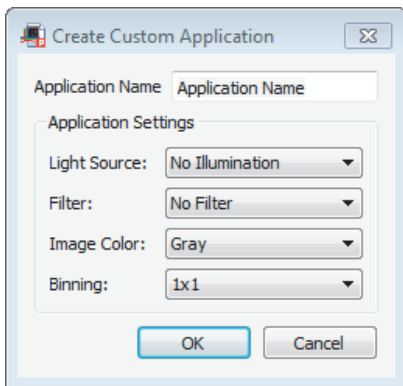 Create Custom Application
Application Name Application Name
Application Settings
Light Source: No Illumination
Filter: No Filter
Image Color: Gray
Binning: 1x1
OK Cancel